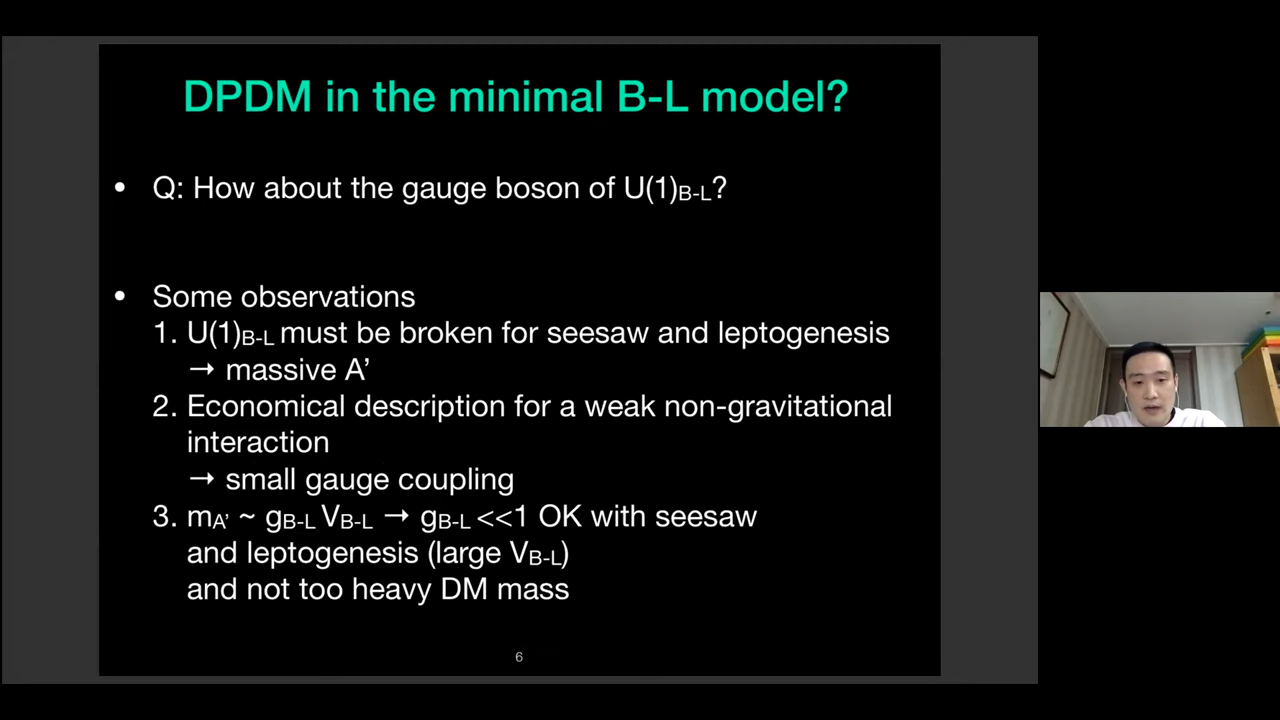 DPDM in the minimal B-L model?
• Q: How about the gauge boson of U(1)B-L?
• Some observations
1. U(1)B-L must be broken for seesaw and leptogenesis
→ massive A’
2. Economical description for a weak non-gravitational
interaction
→ small gauge coupling
3. mA’ ~ gB-L VB-L → gB-L <<1 OK with seesaw
and leptogenesis (large VB-L)
and not too heavy DM mass
6